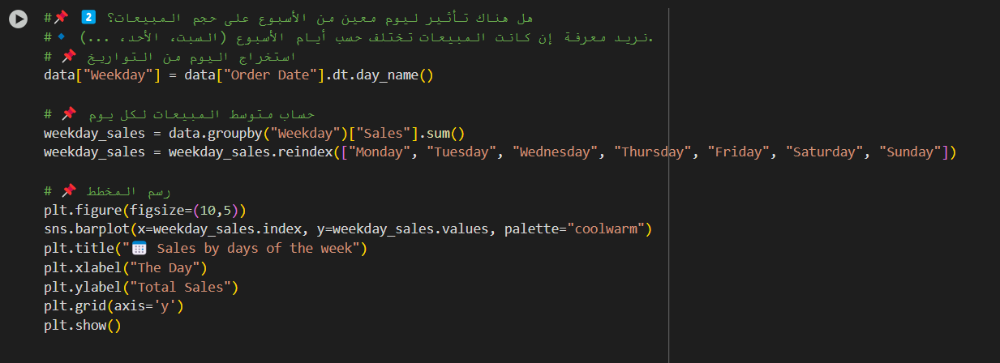 #📌 2️⃣ هل هناك تأثير ليوم معين من الأسبوع على حجم المبيعات؟
#🔹 نريد معرفة إن كانت المبيعات تختلف حسب أيام الأسبوع (السبت، الأحد، ...).
# 📌 استخراج اليوم من التواريخ
data["Weekday"] = data["Order Date"].dt.day_name()
# 📌 حساب متوسط المبيعات لكل يوم
weekday_sales = data.groupby("Weekday")["Sales"].sum()
weekday_sales = weekday_sales.reindex(["Monday", "Tuesday", "Wednesday", "Thursday", "Friday", "Saturday", "Sunday"])
# 📌 رسم المخطط
plt.figure(figsize=(10,5))
sns.barplot(x=weekday_sales.index, y=weekday_sales.values, palette="coolwarm")
plt.title("📅 Sales by days of the week")
plt.xlabel("The Day")
plt.ylabel("Total Sales")
plt.grid(axis='y')
plt.show()